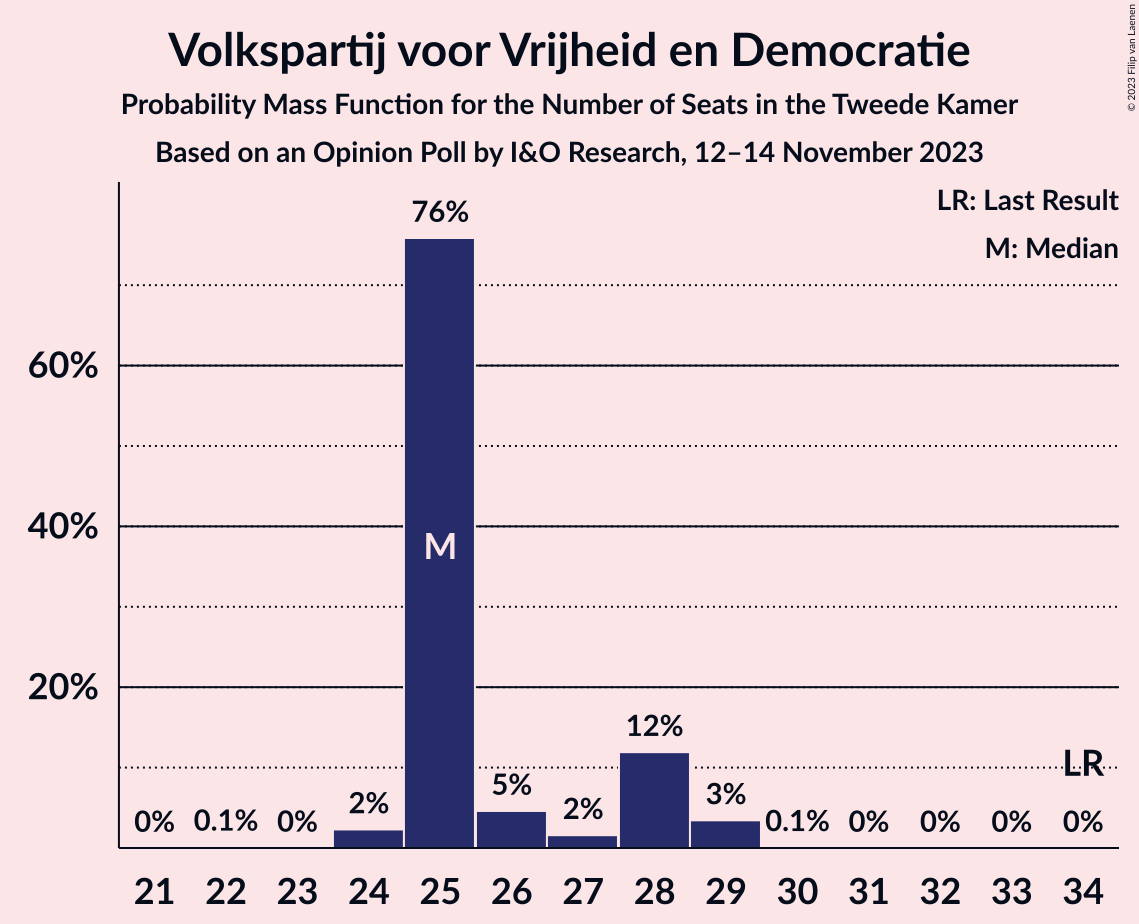 Volkspartij voor Vrijheid en Democratie
Probability Mass Function for the Number of Seats in the Tweede Kamer
Based on an Opinion Poll by I&O Research, 12–14 November 2023
© 2023 Filip van Laenen
LR: Last Result
M: Median
60%
40%
20%
0%
0.1%
0%
2%
76%
M
5%
2%
12%
3%
0.1%
0%
0%
0%
0%
LR
21 22 23 24 25 26 27 28 29 30 31 32 33 34